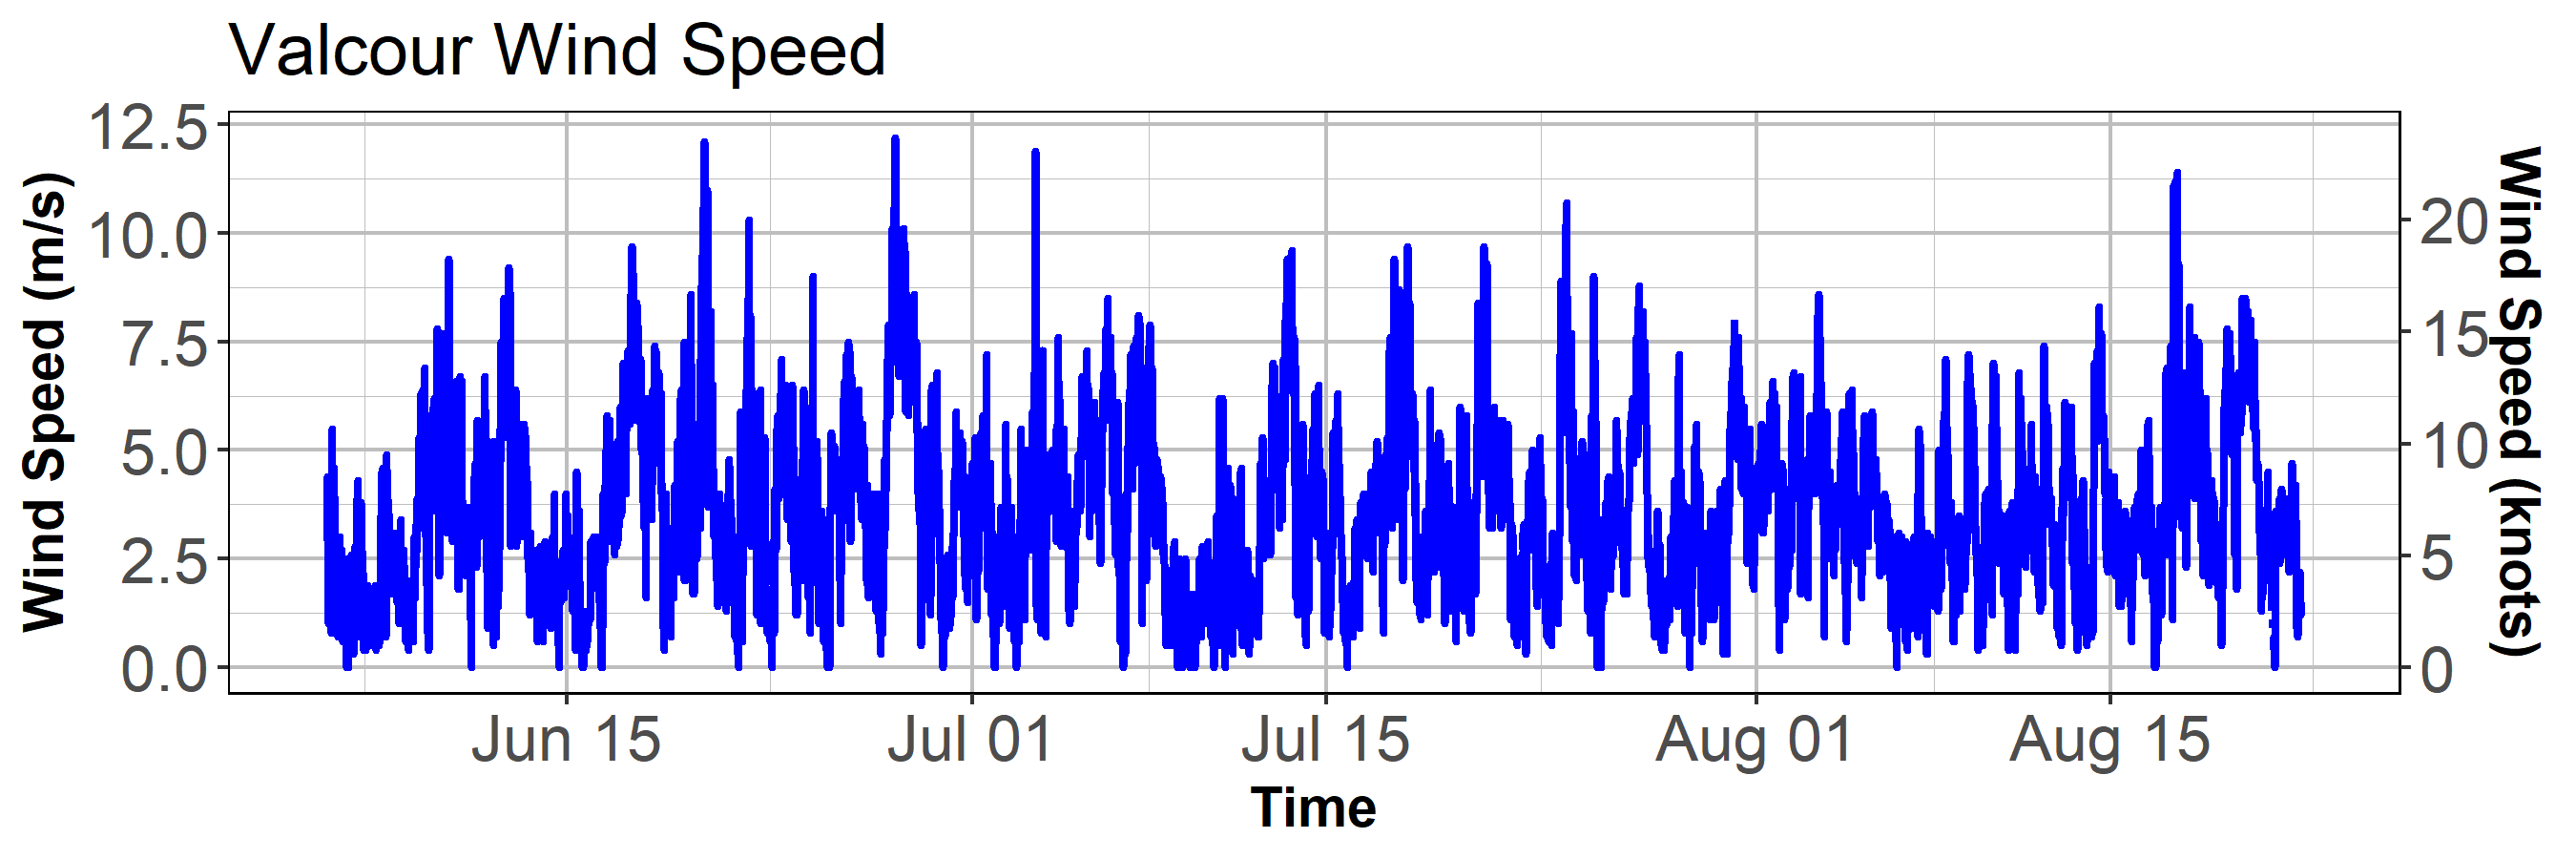 Valcour Wind Speed
12.5
10.0
7.5
5.0
2.5
0.0
Wind Speed (m/s)
20
15
10
5
0
Wind Speed (knots)
Jun 15
Jul 01
Jul 15
Aug 01
Aug 15
Time